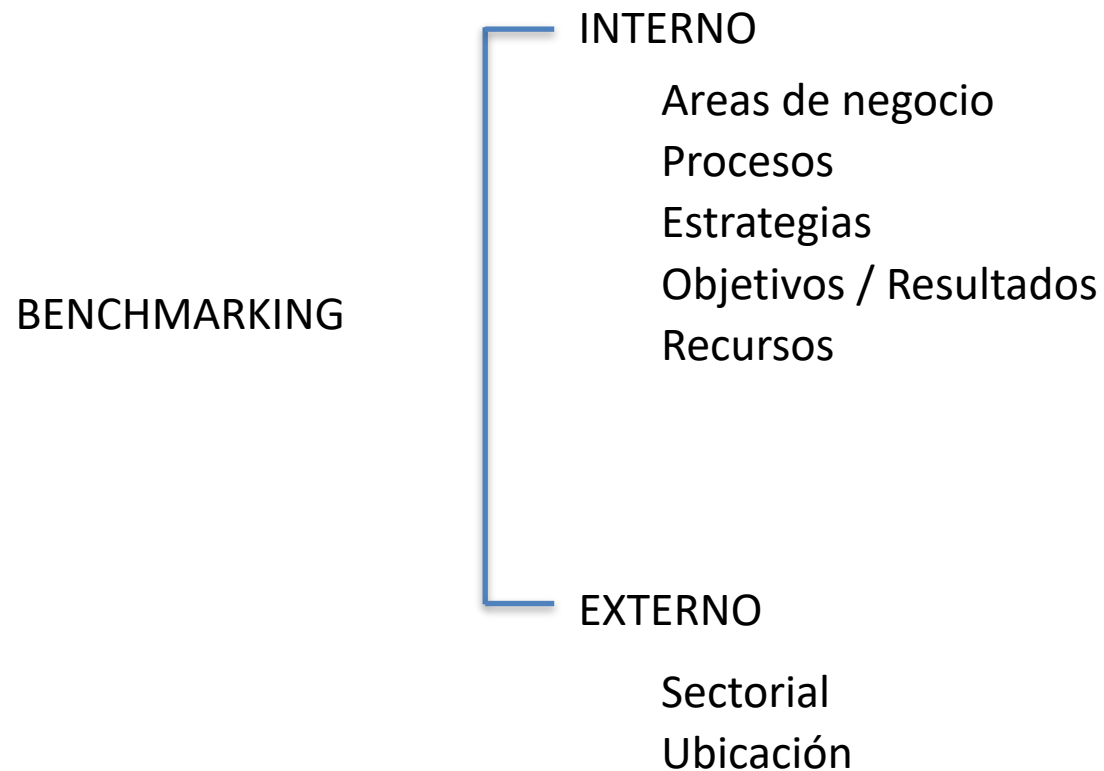 INTERNO
Areas de negocio
Procesos
Estrategias
Objetivos / Resultados
Recursos
BENCHMARKING
EXTERNO
Sectorial
Ubicación